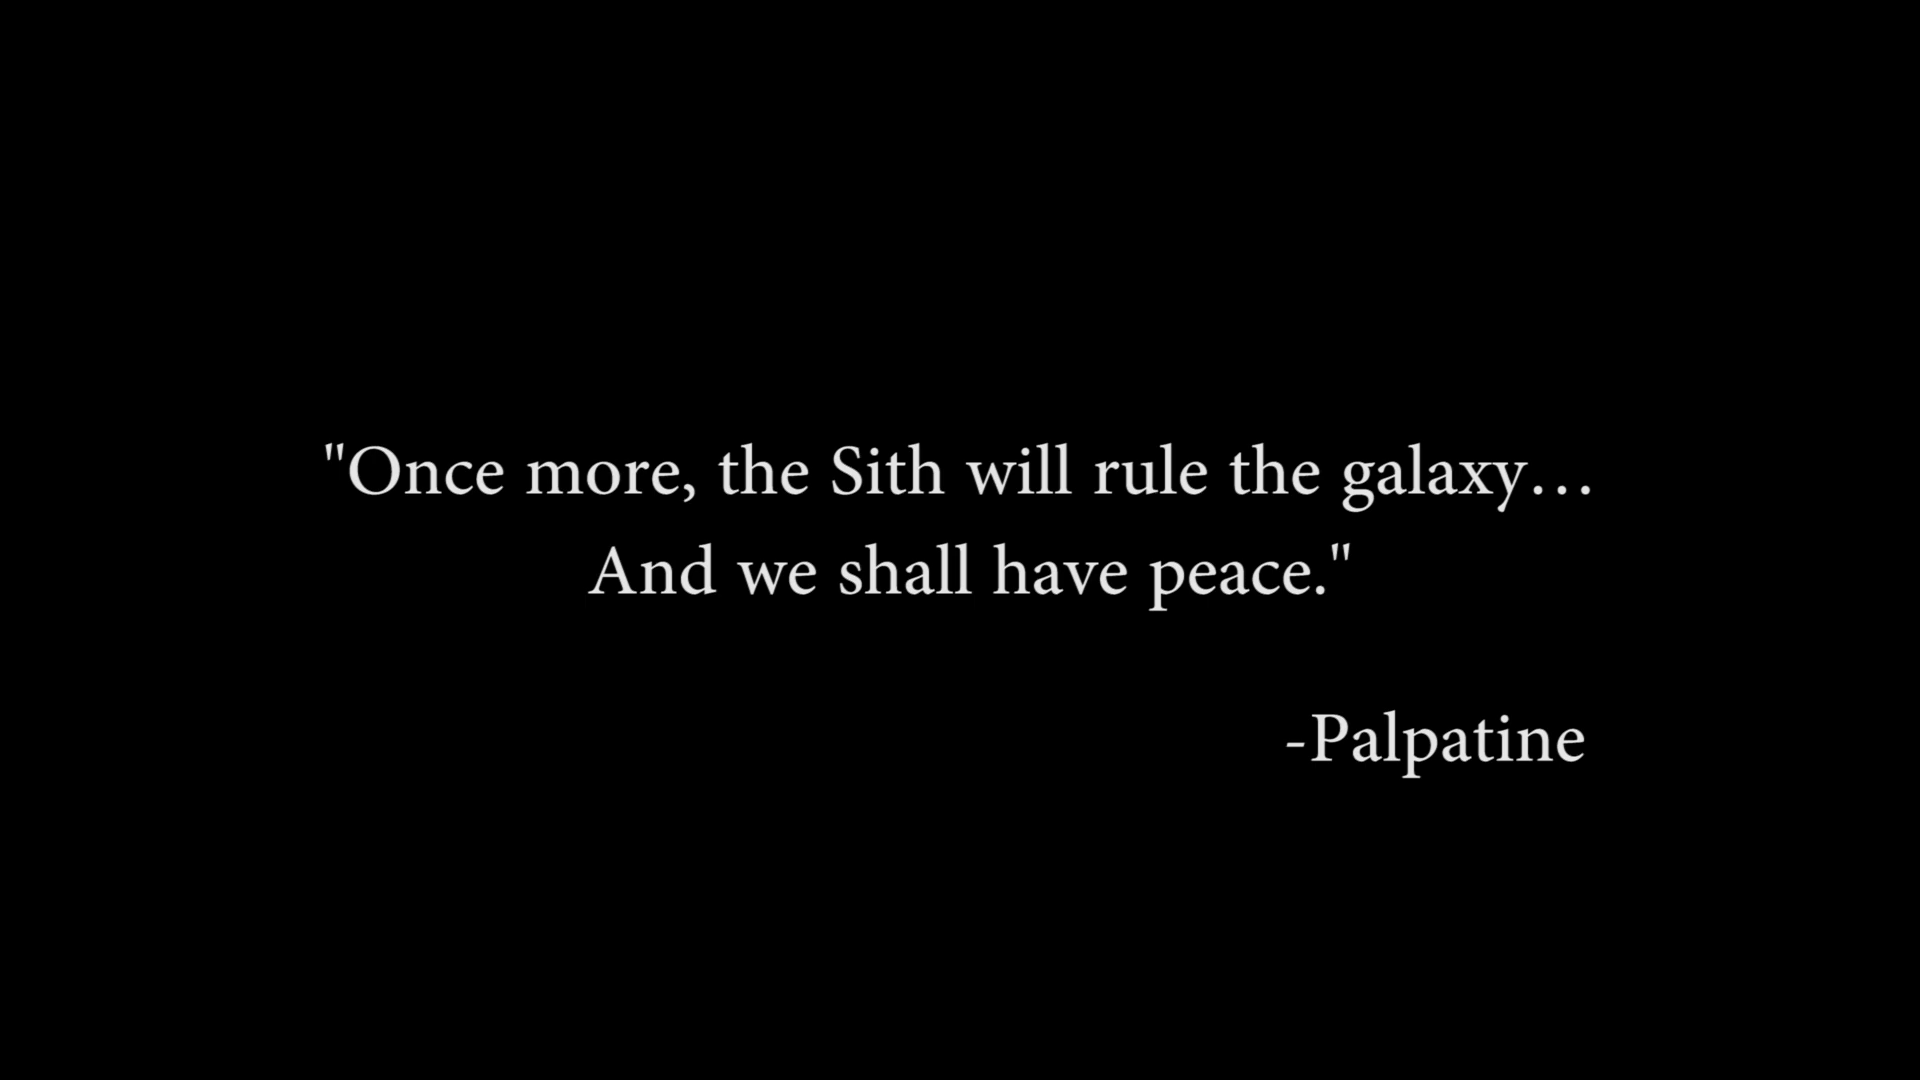 "Once more, the Sith will rule the galaxy…
And we shall have peace."
-Palpatine